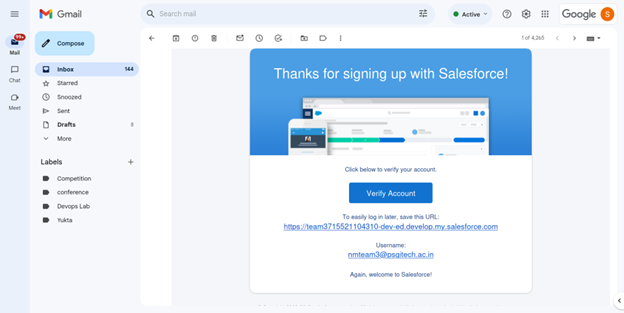 Gmail
Search mail
Active
Google
S
99+
Mail
Chat
Meet
Compose
Inbox 144
Starred
Snoozed
Sent
Drafts 8
More
Labels
Competition
conference
Devops Lab
Yukta
1 of 4,265
Thanks for signing up with Salesforce!
Click below to verify your account.
Verify Account
To easily log in later, save this URL:
https://team3715521104310-dev-ed.develop.my.salesforce.com
Username:
nmteam3@psgitech.ac.in
Again, welcome to Salesforce!